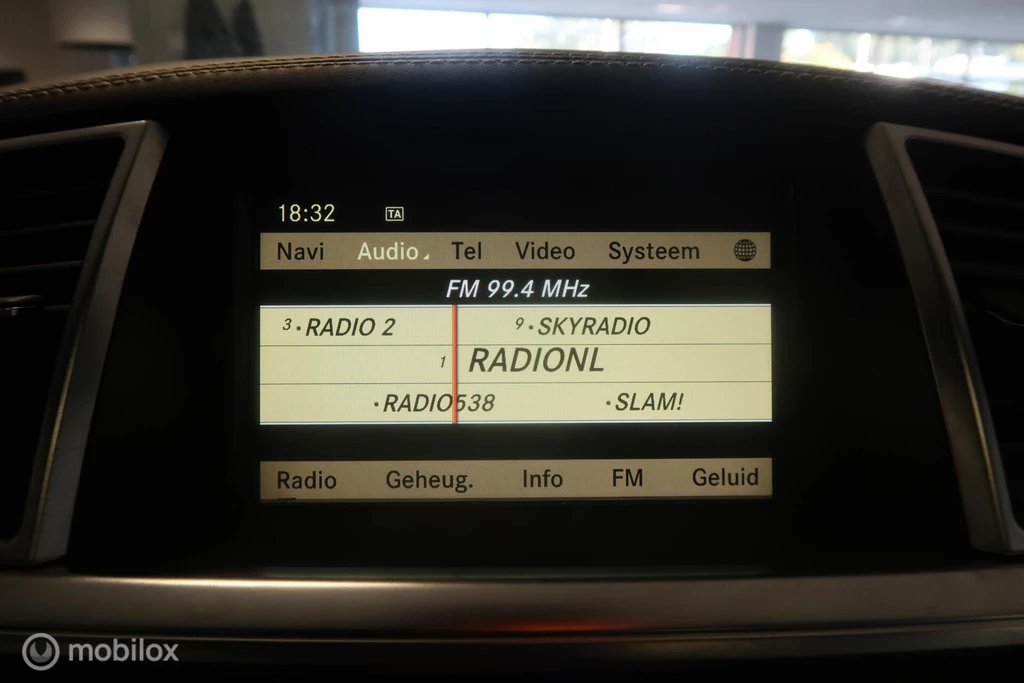 18:32 TA
Navi Audio Tel Video Systeem
FM 99.4 MHz
3 · RADIO 2 9 · SKYRADIO
1 RADIONL
· RADIO538 · SLAM!
Radio Geheug. Info FM Geluid
mobilox